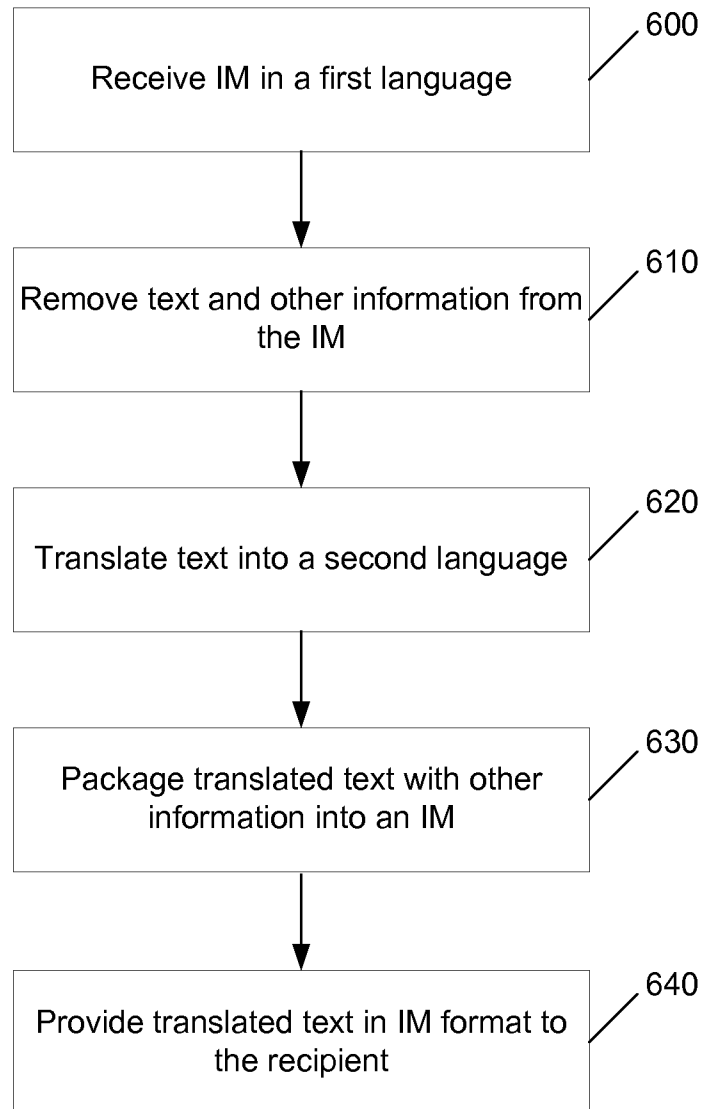 600
Receive IM in a first language
610
Remove text and other information from
the IM
620
Translate text into a second language
630
Package translated text with other
information into an IM
640
Provide translated text in IM format to
the recipient